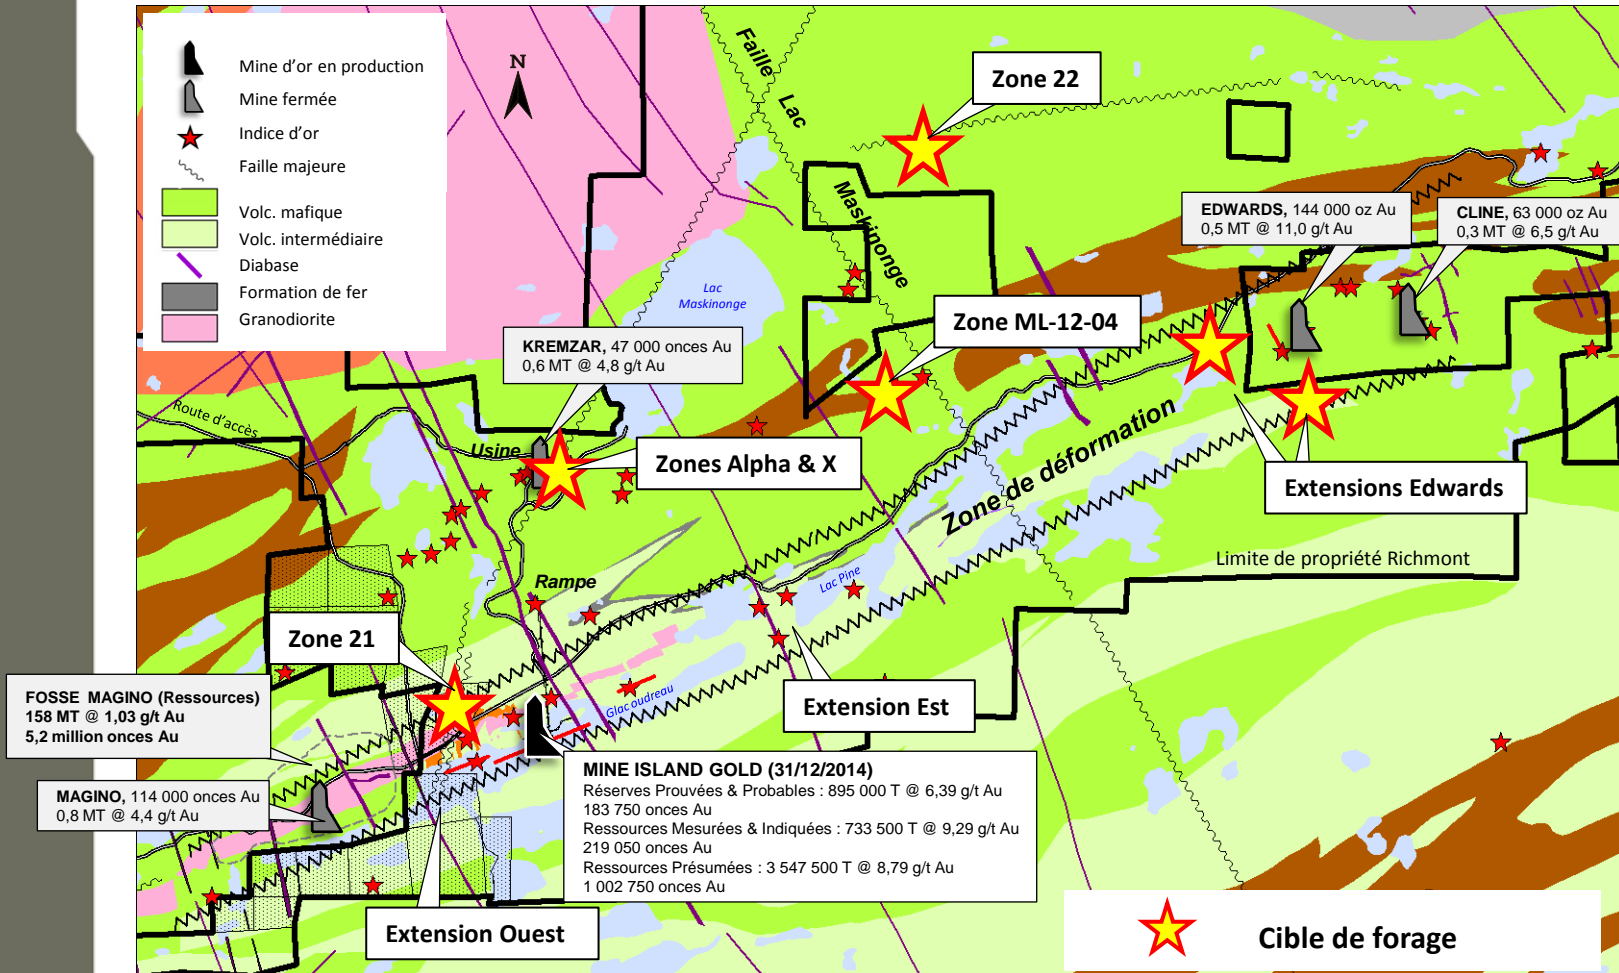 Mine d'or en production
Mine fermée
Indice d'or
Faille majeure
Volc. mafique
Volc. intermédiaire
Diabase
Formation de fer
Granodiorite
N
Faille Lac Maskinonge
Zone 22
EDWARDS, 144 000 oz Au
0,5 MT @ 11,0 g/t Au
CLINE, 63 000 oz Au
0,3 MT @ 6,5 g/t Au
Lac
Maskinonge
Zone ML-12-04
KREMZAR, 47 000 onces Au
0,6 MT @ 4,8 g/t Au
Route d'accès
Usine
Zones Alpha & X
Zone de déformation
Extensions Edwards
Limite de propriété Richmont
Rampe
Lac Pine
Zone 21
Glac oudreau
Extension Est
FOSSE MAGINO (Ressources)
158 MT @ 1,03 g/t Au
5,2 million onces Au
MAGINO, 114 000 onces Au
0,8 MT @ 4,4 g/t Au
MINE ISLAND GOLD (31/12/2014)
Réserves Prouvées & Probables : 895 000 T @ 6,39 g/t Au
183 750 onces Au
Ressources Mesurées & Indiquées : 733 500 T @ 9,29 g/t Au
219 050 onces Au
Ressources Présumées : 3 547 500 T @ 8,79 g/t Au
1 002 750 onces Au
Extension Ouest
Cible de forage